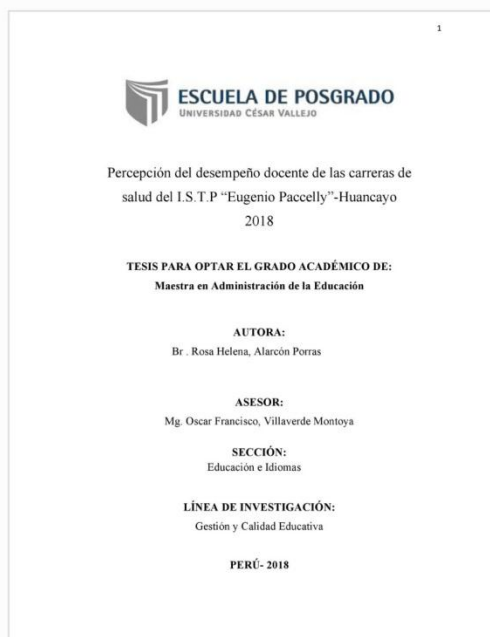 1
ESCUELA DE POSGRADO
UNIVERSIDAD CÉSAR VALLEJO
Percepción del desempeño docente de las carreras de
salud del I.S.T.P “Eugenio Paccelly”-Huancayo
2018
TESIS PARA OPTAR EL GRADO ACADÉMICO DE:
Maestra en Administración de la Educación
AUTORA:
Br . Rosa Helena, Alarcón Porras
ASESOR:
Mg. Oscar Francisco, Villaverde Montoya
SECCIÓN:
Educación e Idiomas
LÍNEA DE INVESTIGACIÓN:
Gestión y Calidad Educativa
PERÚ- 2018